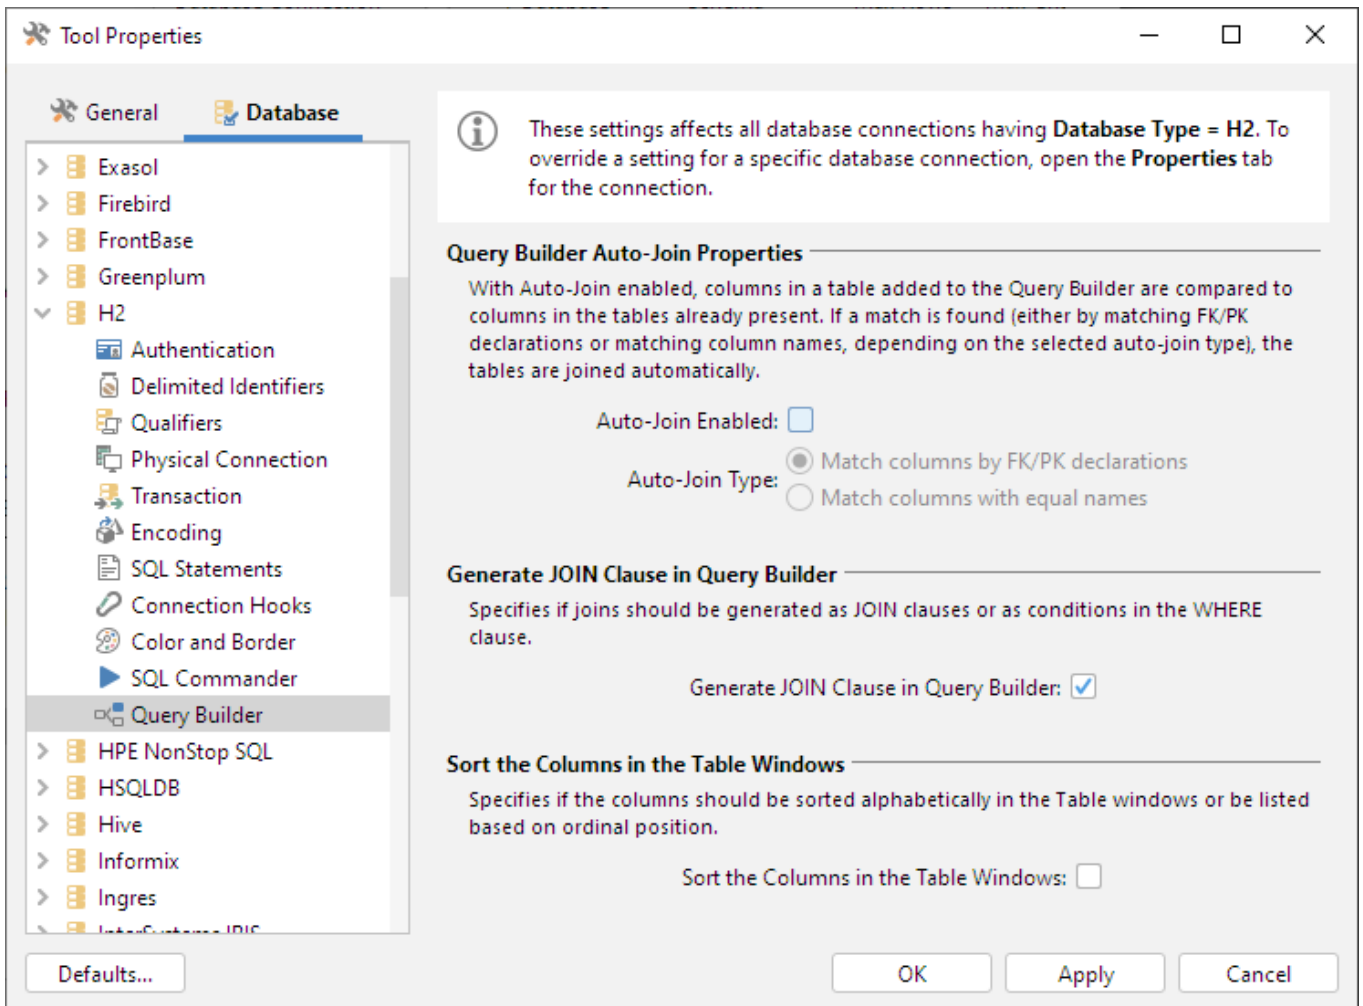 Tool Properties
General
Database
Exasol
Firebird
FrontBase
Greenplum
H2
Authentication
Delimited Identifiers
Qualifiers
Physical Connection
Transaction
Encoding
SQL Statements
Connection Hooks
Color and Border
SQL Commander
Query Builder
HPE NonStop SQL
HSQLDB
Hive
Informix
Ingres
Defaults...
These settings affects all database connections having Database Type = H2. To
override a setting for a specific database connection, open the Properties tab
for the connection.
Query Builder Auto-Join Properties
With Auto-Join enabled, columns in a table added to the Query Builder are compared to
columns in the tables already present. If a match is found (either by matching FK/PK
declarations or matching column names, depending on the selected auto-join type), the
tables are joined automatically.
Auto-Join Enabled:
Auto-Join Type:
Match columns by FK/PK declarations
Match columns with equal names
Generate JOIN Clause in Query Builder
Specifies if joins should be generated as JOIN clauses or as conditions in the WHERE
clause.
Generate JOIN Clause in Query Builder:
Sort the Columns in the Table Windows
Specifies if the columns should be sorted alphabetically in the Table windows or be listed
based on ordinal position.
Sort the Columns in the Table Windows:
OK
Apply
Cancel